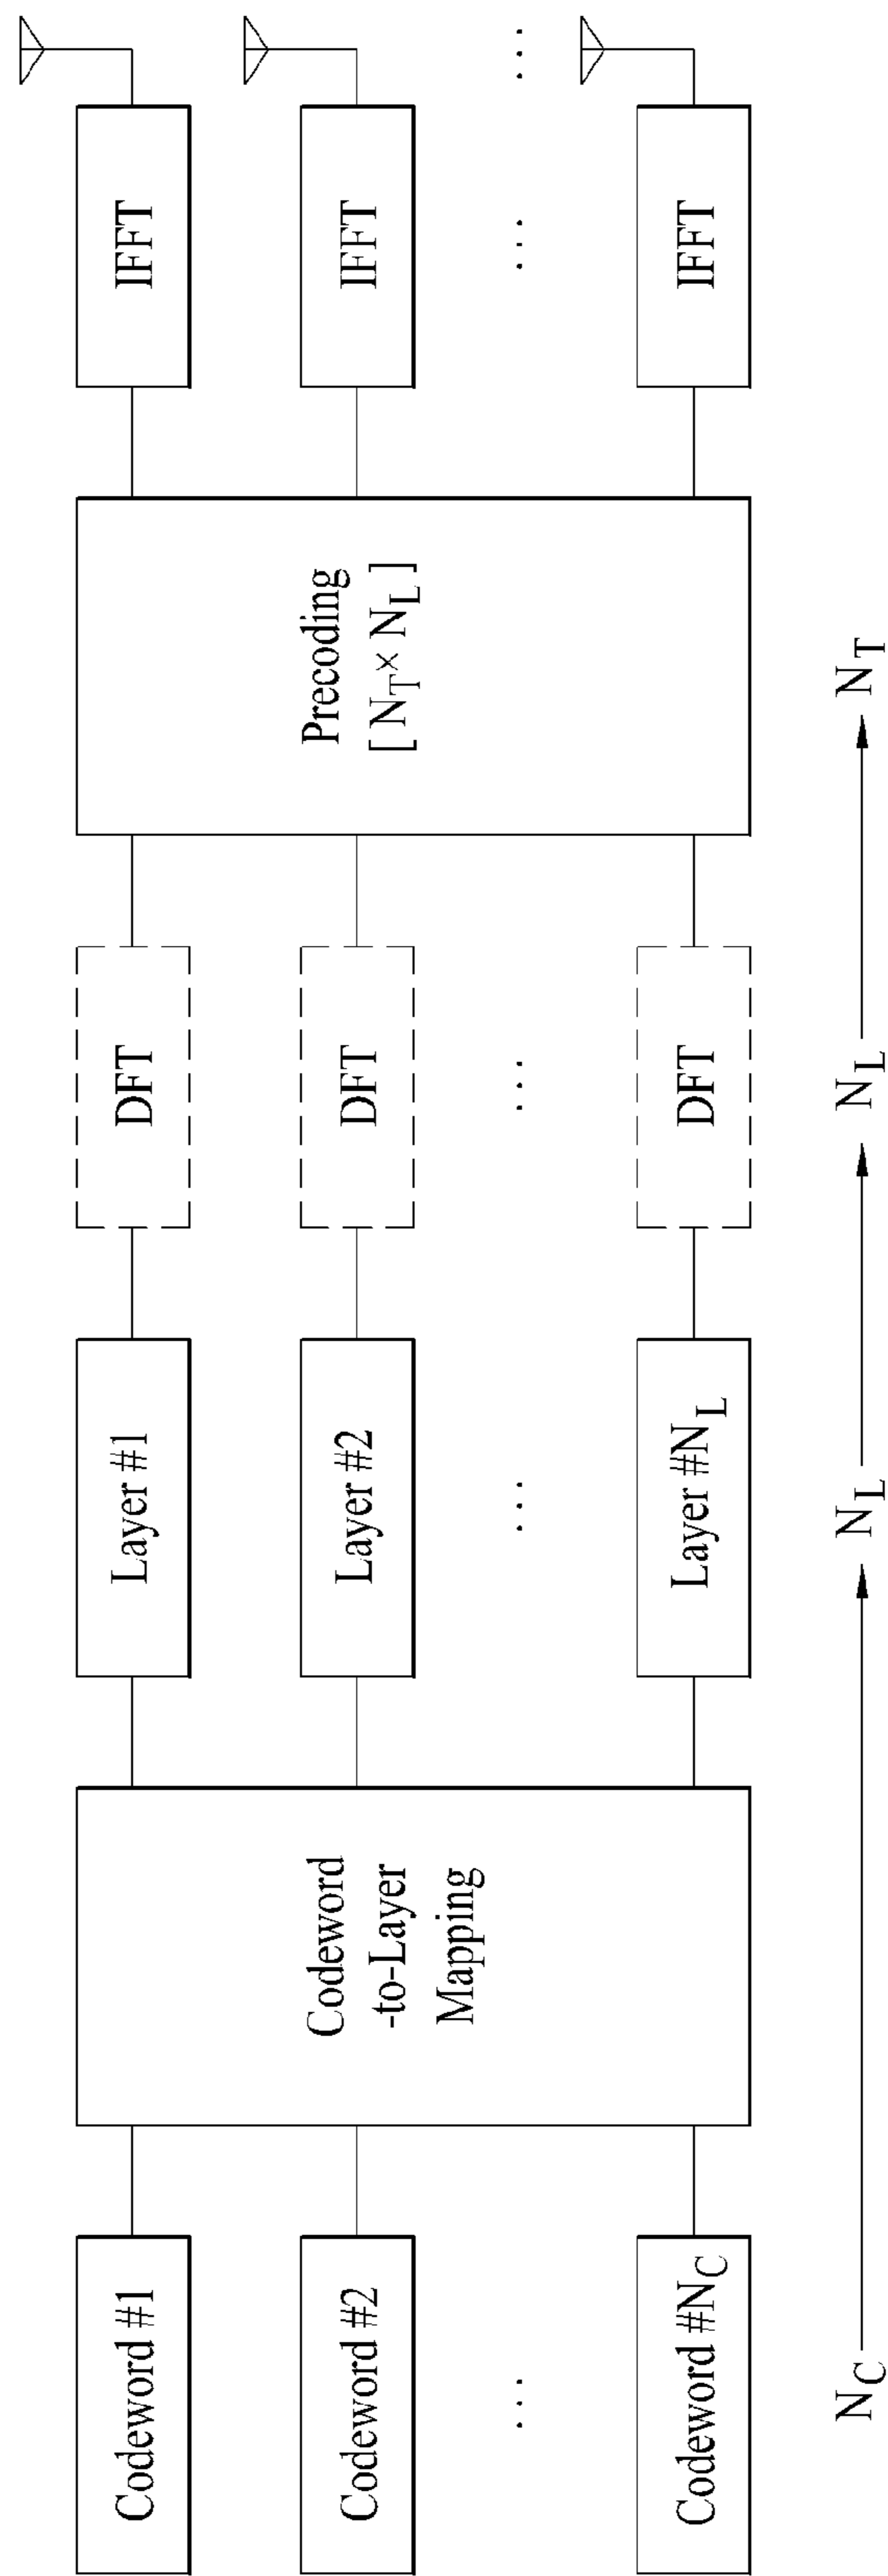 Codeword #1
Codeword #2
...
Codeword #N_C
Codeword
-to-Layer
Mapping
Layer #1
Layer #2
...
Layer #N_L
DFT
DFT
...
DFT
Precoding
[ N_T × N_L ]
IFFT
IFFT
...
IFFT
...
N_C
N_L
N_L
N_T